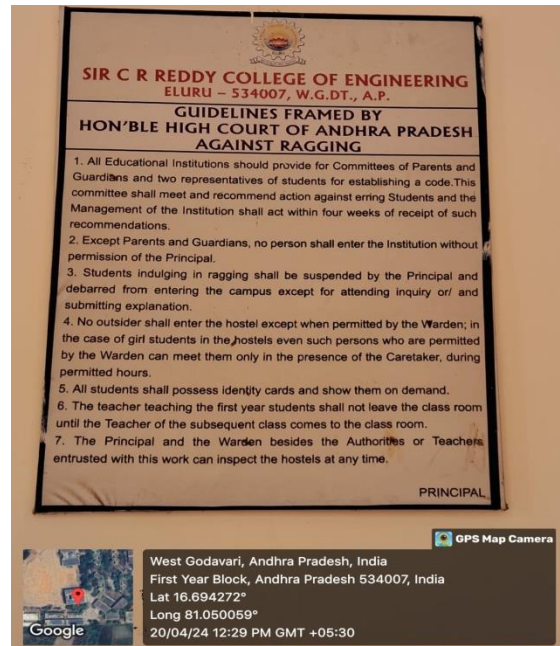 SIR C R REDDY COLLEGE OF ENGINEERING
ELURU – 534007, W.G.DT., A.P.
GUIDELINES FRAMED BY
HON'BLE HIGH COURT OF ANDHRA PRADESH
AGAINST RAGGING
1. All Educational Institutions should provide for Committees of Parents and
Guardians and two representatives of students for establishing a code.This
committee shall meet and recommend action against erring Students and the
Management of the Institution shall act within four weeks of receipt of such
recommendations.
2. Except Parents and Guardians, no person shall enter the Institution without
permission of the Principal.
3. Students indulging in ragging shall be suspended by the Principal and
debarred from entering the campus except for attending inquiry or/ and
submitting explanation.
4. No outsider shall enter the hostel except when permitted by the Warden; in
the case of girl students in the hostels even such persons who are permitted
by the Warden can meet them only in the presence of the Caretaker, during
permitted hours.
5. All students shall possess identity cards and show them on demand.
6. The teacher teaching the first year students shall not leave the class room
until the Teacher of the subsequent class comes to the class room.
7. The Principal and the Warden besides the Authorities or Teachers
entrusted with this work can inspect the hostels at any time.
PRINCIPAL
GPS Map Camera
West Godavari, Andhra Pradesh, India
First Year Block, Andhra Pradesh 534007, India
Lat 16.694272°
Long 81.050059°
20/04/24 12:29 PM GMT +05:30
Google